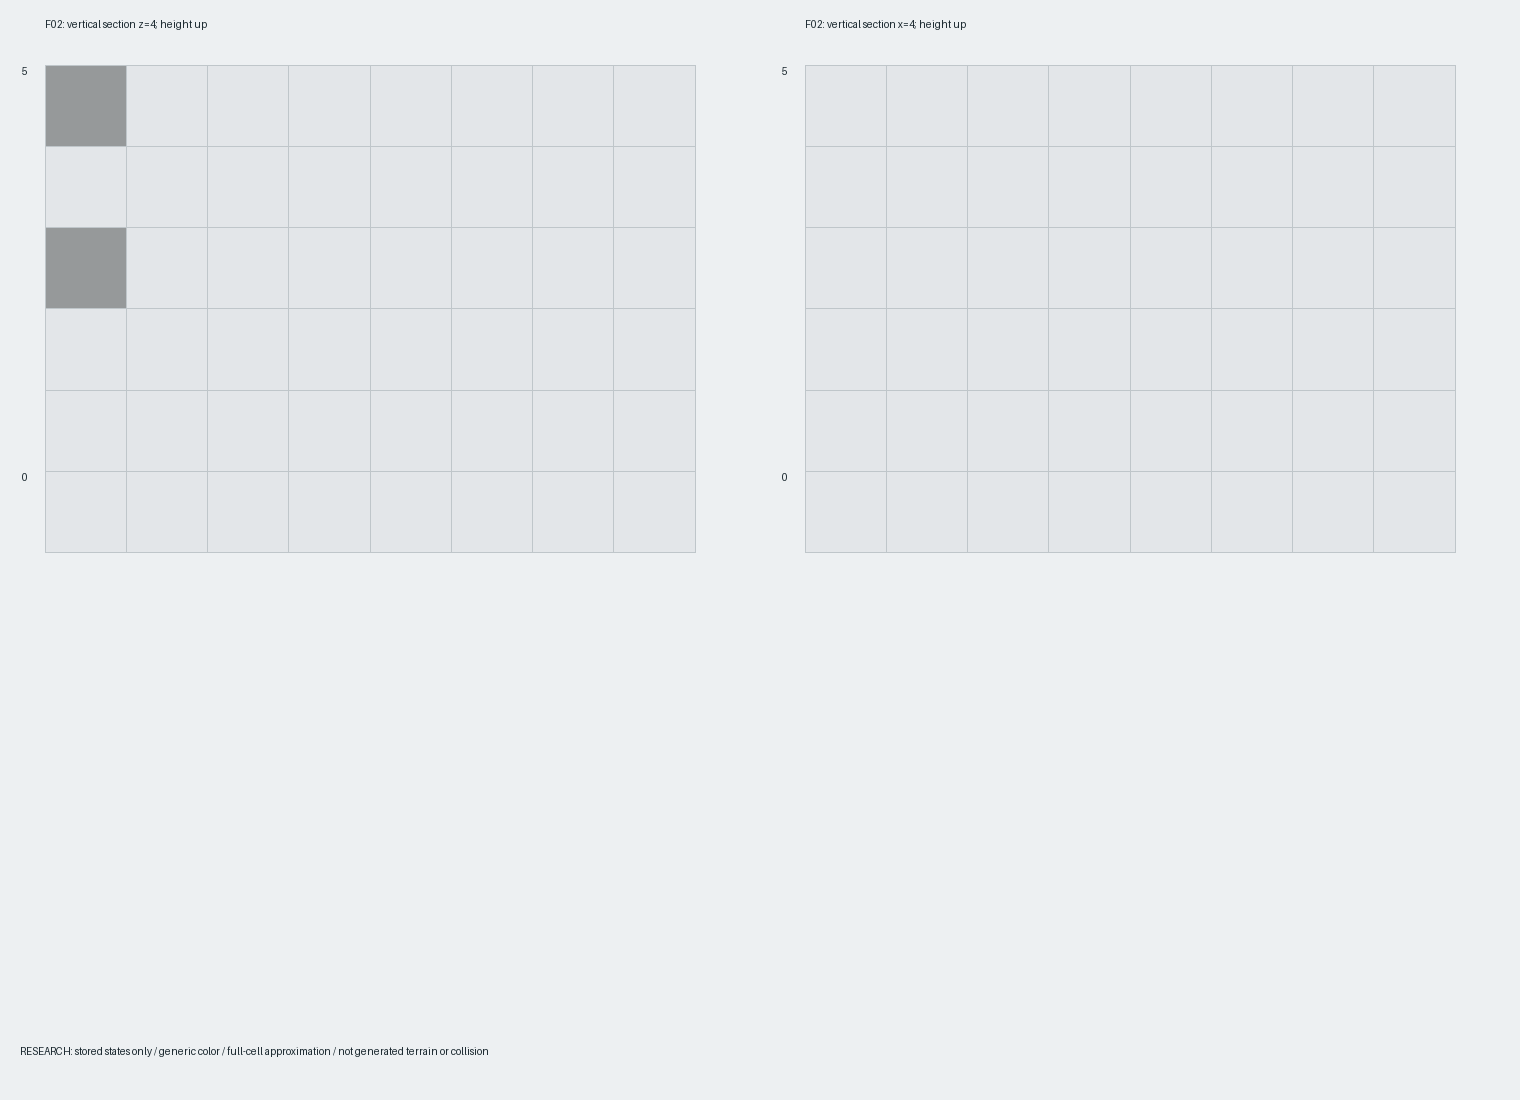 F02: vertical section z=4; height up
F02: vertical section x=4; height up
5
5
0
0
RESEARCH: stored states only / generic color / full-cell approximation / not generated terrain or collision